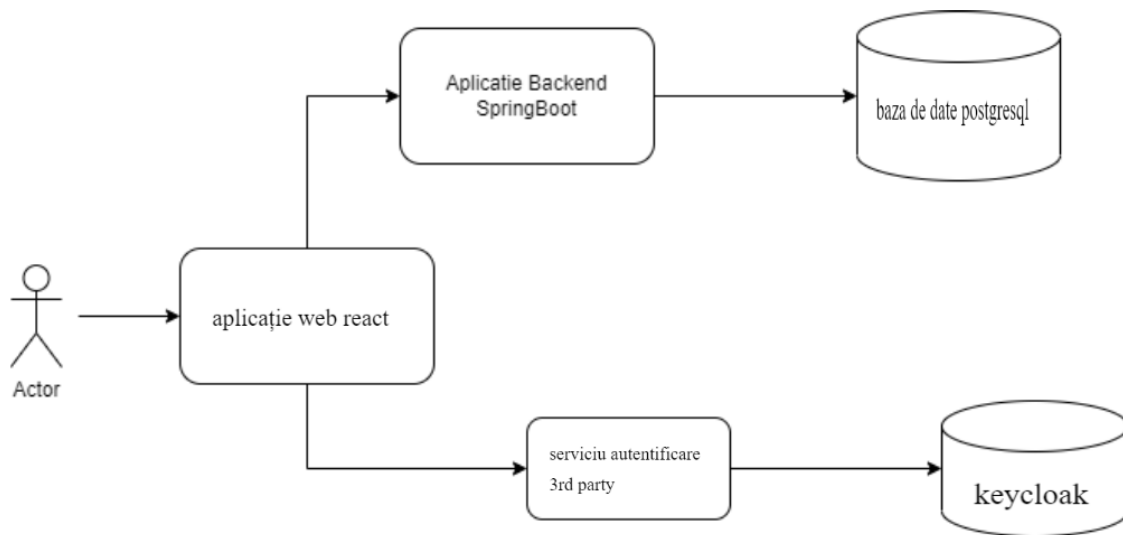 Aplicatie Backend
SpringBoot
baza de date postgresql
aplicație web react
Actor
serviciu autentificare
3rd party
keycloak